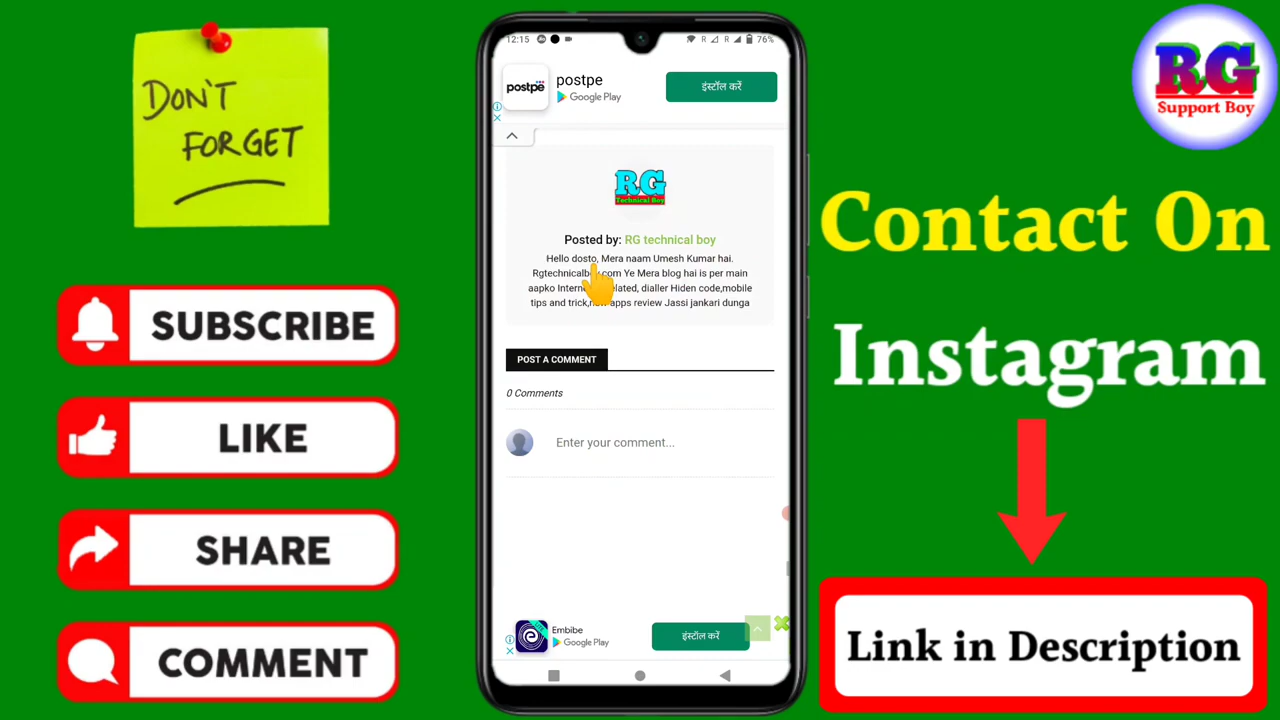 DON'T
FORGET
SUBSCRIBE
LIKE
SHARE
COMMENT
12:15
R
R
76%
postpe
postpe
Google Play
इंस्टॉल करें
RG
Technical Boy
Posted by: RG technical boy
Hello dosto, Mera naam Umesh Kumar hai.
com Ye Mera blog hai is per main
aapko related, dialler Hiden code,mobile
tips and trick, apps review Jassi jankari dunga
POST A COMMENT
0 Comments
Enter your comment...
Embibe
Google Play
इंस्टॉल करें
RG
Support Boy
Contact On
Instagram
Link in Description